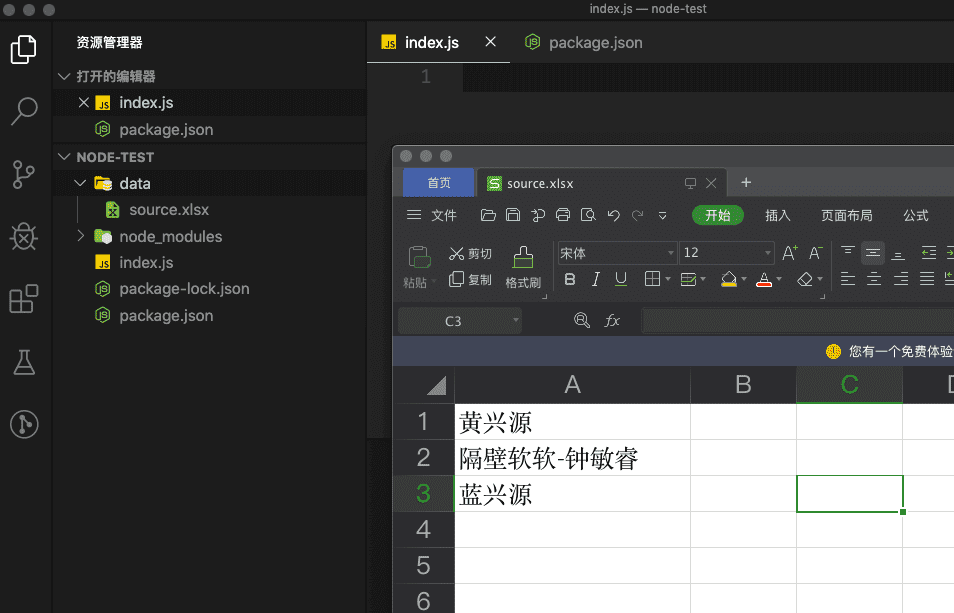 index.js — node-test
资源管理器
打开的编辑器
index.js
package.json
NODE-TEST
data
source.xlsx
node_modules
index.js
package-lock.json
package.json
index.js
package.json
1
首页
source.xlsx
文件
开始
插入
页面布局
公式
粘贴
剪切
复制
格式刷
宋体
12
A+ A-
B I U
A
C3
fx
您有一个免费体验
A B C
1 黄兴源
2 隔壁软软-钟敏睿
3 蓝兴源
4
5
6